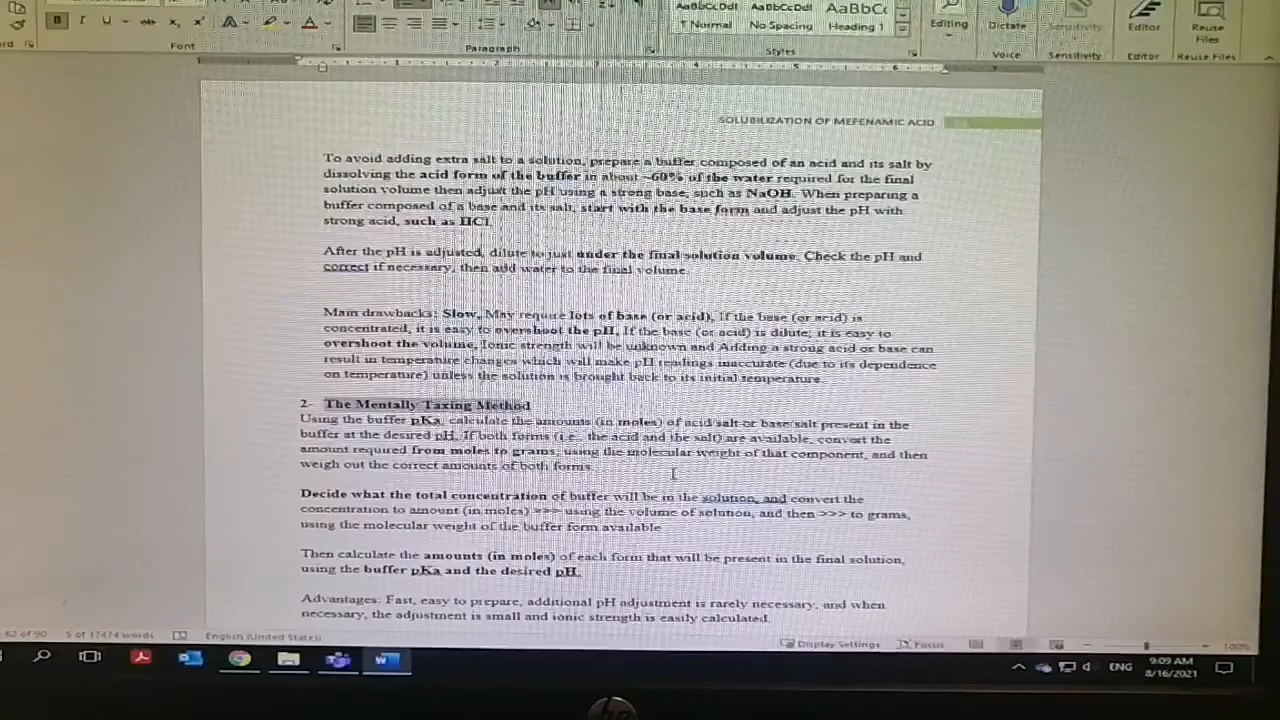 AaBbCcDd AaBbCcDd AaBbC
¶ Normal No Spacing Heading 1
Editing
Dictate
Sensitivity
Editor
Reuse Files
Font
Paragraph
Styles
Voice
Sensitivity
Editor
Reuse Files
SOLUBILIZATION OF MEFENAMIC ACID
To avoid adding extra salt to a solution, prepare a buffer composed of an acid and its salt by
dissolving the acid form of the buffer in about ~60% of the water required for the final
solution volume then adjust the pH using a strong base, such as NaOH. When preparing a
buffer composed of a base and its salt, start with the base form and adjust the pH with
strong acid, such as HCl.
After the pH is adjusted, dilute to just under the final solution volume. Check the pH and
correct if necessary, then add water to the final volume.
Main drawbacks: Slow, May require lots of base (or acid), If the base (or acid) is
concentrated, it is easy to overshoot the pH, If the base (or acid) is dilute; it is easy to
overshoot the volume, Ionic strength will be unknown and Adding a strong acid or base can
result in temperature changes which will make pH readings inaccurate (due to its dependence
on temperature) unless the solution is brought back to its initial temperature.
2- The Mentally Taxing Method
Using the buffer pKa, calculate the amounts (in moles) of acid/salt or base/salt present in the
buffer at the desired pH. If both forms (i.e., the acid and the salt) are available, convert the
amount required from moles to grams, using the molecular weight of that component, and then
weigh out the correct amounts of both forms.
Decide what the total concentration of buffer will be in the solution, and convert the
concentration to amount (in moles) >>> using the volume of solution, and then >>> to grams,
using the molecular weight of the buffer form available
Then calculate the amounts (in moles) of each form that will be present in the final solution,
using the buffer pKa and the desired pH.
Advantages: Fast, easy to prepare, additional pH adjustment is rarely necessary, and when
necessary, the adjustment is small and ionic strength is easily calculated.
62 of 90 5 of 17474 words English (United States) Display Settings Focus 100%
ENG
9:09 AM
8/16/2021
hp